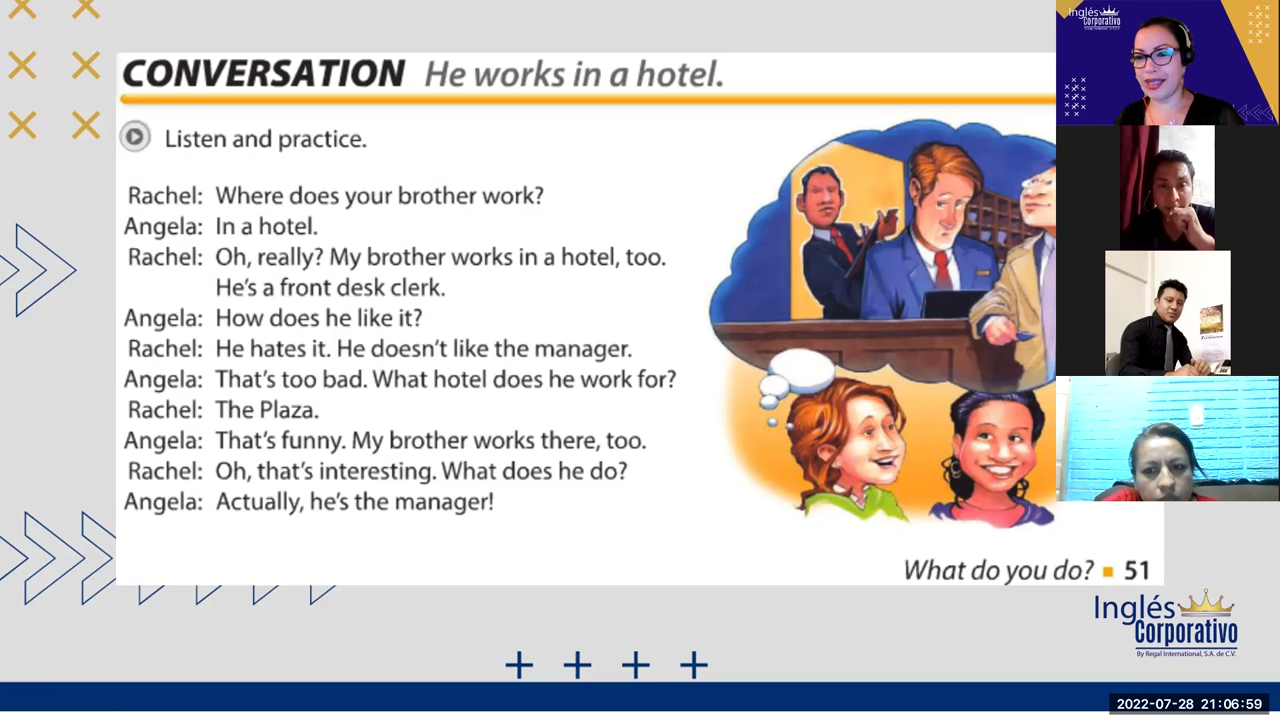 CONVERSATION He works in a hotel.
Listen and practice.
Rachel: Where does your brother work?
Angela: In a hotel.
Rachel: Oh, really? My brother works in a hotel, too.
He's a front desk clerk.
Angela: How does he like it?
Rachel: He hates it. He doesn't like the manager.
Angela: That's too bad. What hotel does he work for?
Rachel: The Plaza.
Angela: That's funny. My brother works there, too.
Rachel: Oh, that's interesting. What does he do?
Angela: Actually, he's the manager!
What do you do? 51
Inglés
Corporativo
Inglés
Corporativo
By Regal International, S.A. de C.V.
2022-07-28 21:06:59